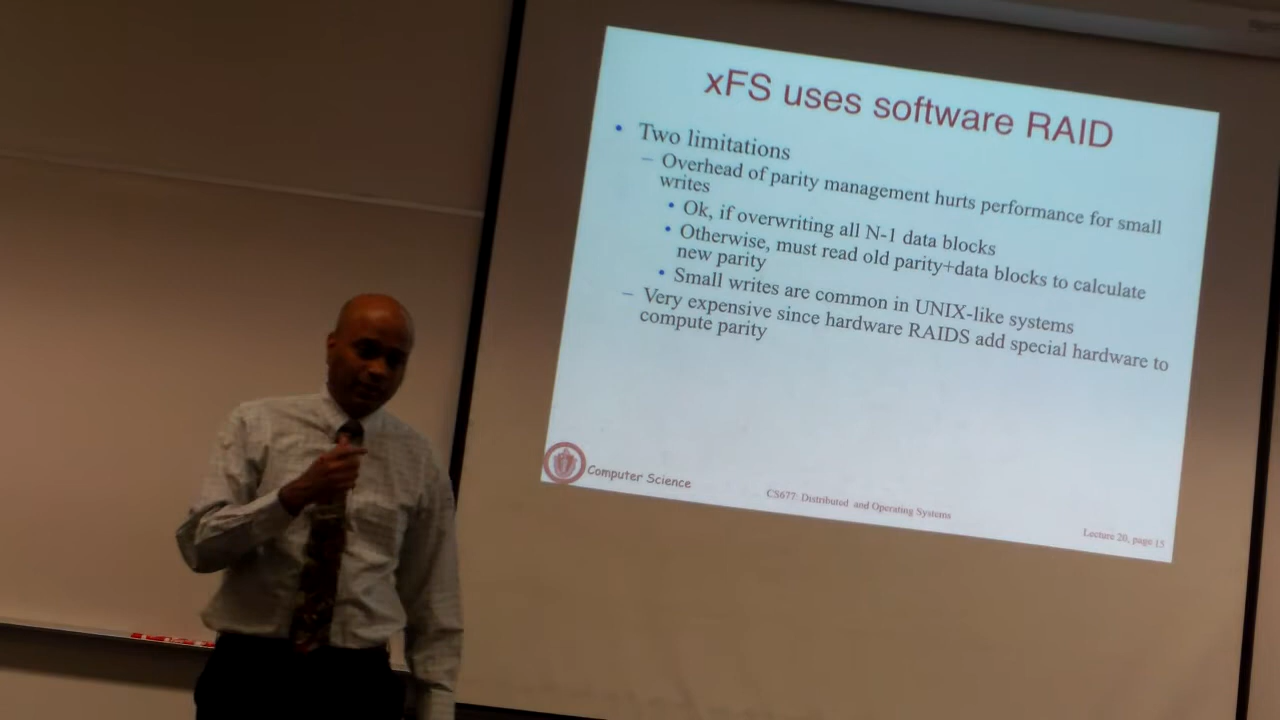 xFS uses software RAID
• Two limitations
– Overhead of parity management hurts performance for small
writes
• Ok, if overwriting all N-1 data blocks
• Otherwise, must read old parity+data blocks to calculate
new parity
• Small writes are common in UNIX-like systems
– Very expensive since hardware RAIDS add special hardware to
compute parity
Computer Science
CS677: Distributed and Operating Systems
Lecture 20, page 15